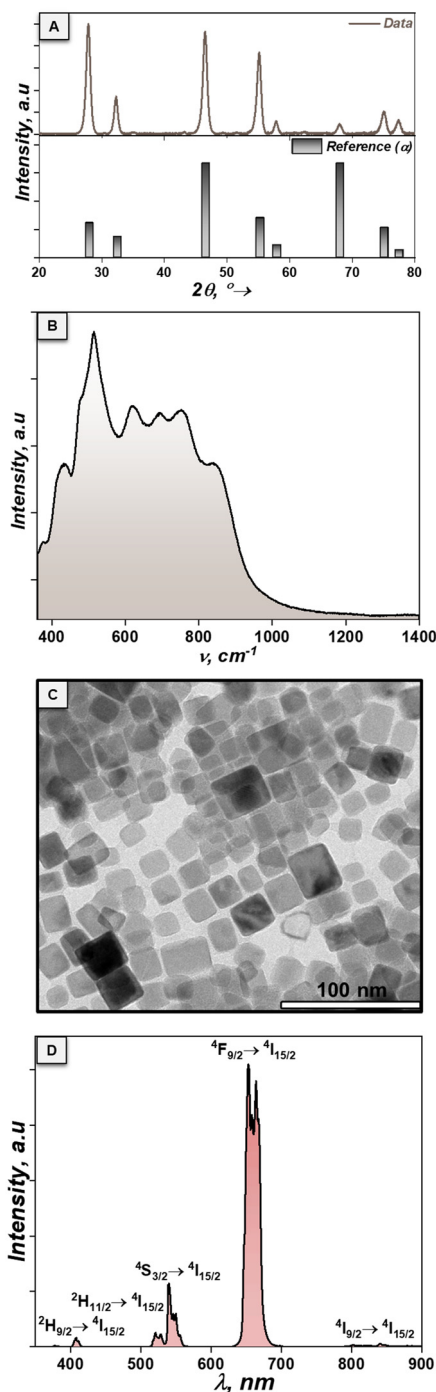 A
Data
Intensity, a.u
Reference (α)
20 30 40 50 60 70 80
2θ, °→
B
Intensity, a.u
400 600 800 1000 1200 1400
ν, cm-1
C
100 nm
D
⁴F9/2→ ⁴I15/2
⁴S3/2→ ⁴I15/2
²H11/2→ ⁴I15/2
²H9/2→⁴I15/2
⁴I9/2→⁴I15/2
Intensity, a.u
400 500 600 700 800 900
λ, nm